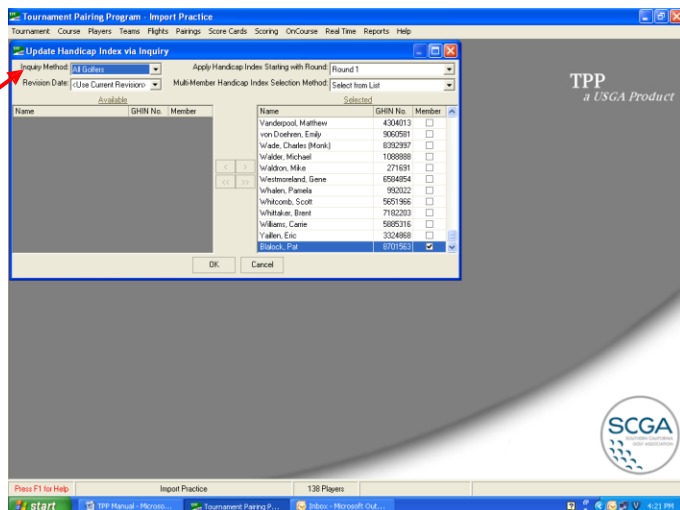 Tournament Pairing Program - Import Practice
Tournament Course Players Teams Flights Pairings Score Cards Scoring OnCourse Real Time Reports Help
Update Handicap Index via Inquiry
Inquiry Method: All Golfers Apply Handicap Index Starting with Round: Round 1
Revision Date: <Use Current Revision> Multi-Member Handicap Index Selection Method: Select from List
Available Selected
Name GHIN No. Member Name GHIN No. Member
Vanderpool, Matthew 4304013
von Doehren, Emily 9060581
Wade, Charles (Monk) 8392997
Walder, Michael 1088888
Waldron, Mike 271691
Westmoreland, Gene 6584854
Whalen, Pamela 992022
Whitcomb, Scott 5651966
Whittaker, Brent 7182203
Williams, Carrie 5885316
Yaillen, Eric 3324868
Blalock, Pat 8701563
< >
<< >>
OK Cancel
TPP
a USGA Product
SCGA
SOUTHERN CALIFORNIA
GOLF ASSOCIATION
Press F1 for Help Import Practice 138 Players
start TPP Manual - Microso... Tournament Pairing P... Inbox - Microsoft Out... 4:21 PM